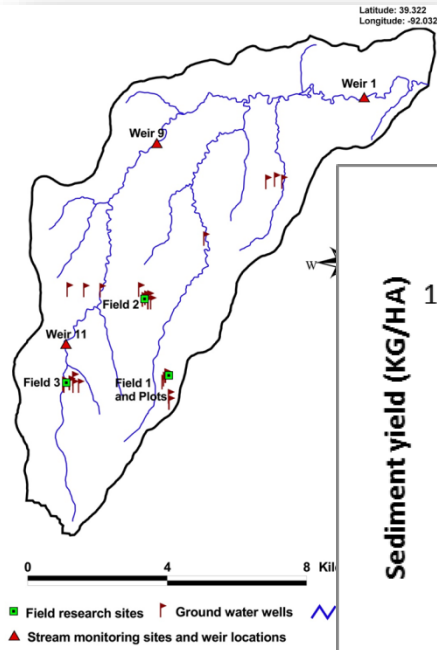 Latitude: 39.322
Longitude: -92.032
Weir 1
Weir 9
W
Field 2
Weir 11
Field 3
Field 1
and Plots
0 4 8 Kil
Field research sites Ground water wells
Stream monitoring sites and weir locations
Sediment yield (KG/HA)
1